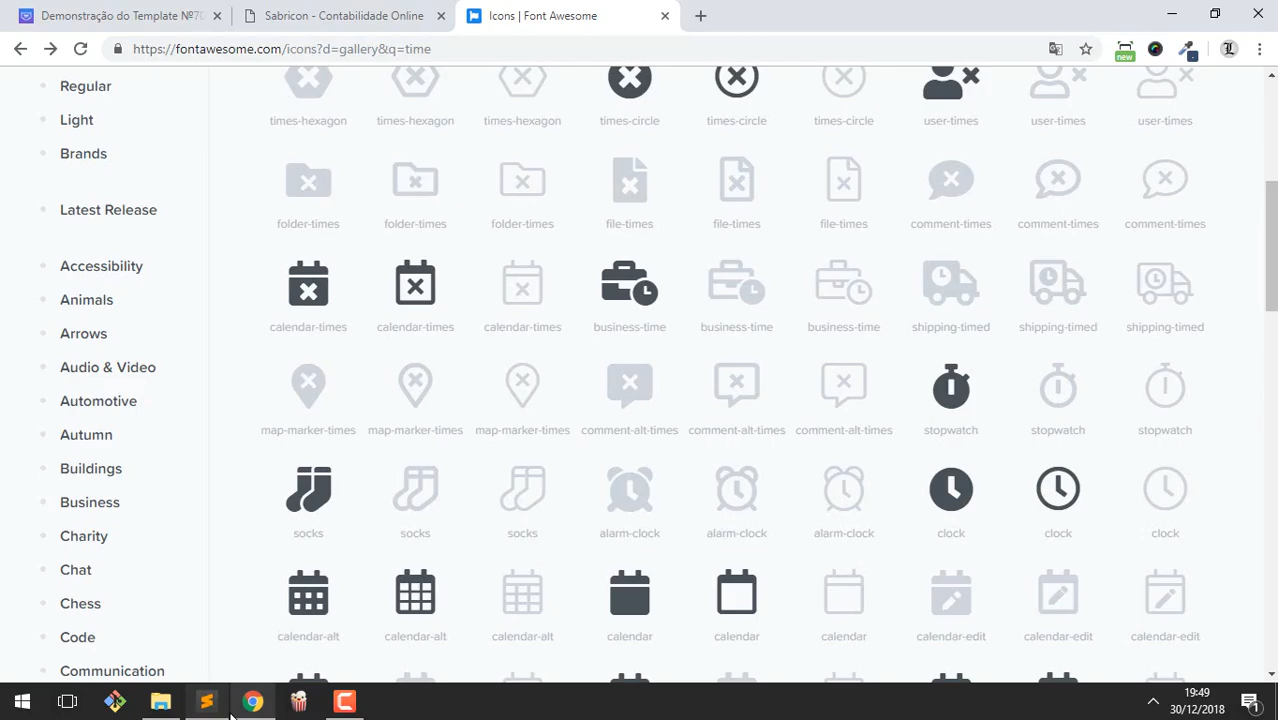 Demonstração do Template Nº70
Sabricon - Contabilidade Online
Icons | Font Awesome
https://fontawesome.com/icons?d=gallery&q=time
new
Regular
Light
Brands
Latest Release
Accessibility
Animals
Arrows
Audio & Video
Automotive
Autumn
Buildings
Business
Charity
Chat
Chess
Code
Communication
times-hexagon times-hexagon times-hexagon times-circle times-circle times-circle user-times user-times user-times
folder-times folder-times folder-times file-times file-times file-times comment-times comment-times comment-times
calendar-times calendar-times calendar-times business-time business-time business-time shipping-timed shipping-timed shipping-timed
map-marker-times map-marker-times map-marker-times comment-alt-times comment-alt-times comment-alt-times stopwatch stopwatch stopwatch
socks socks socks alarm-clock alarm-clock alarm-clock clock clock clock
calendar-alt calendar-alt calendar-alt calendar calendar calendar calendar-edit calendar-edit calendar-edit
19:49
30/12/2018
1